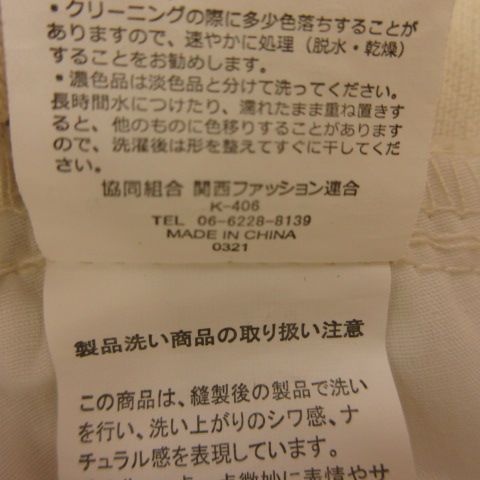 ・クリーニングの際に多少色落ちすることが
ありますので、速やかに処理（脱水・乾燥）
することをお勧めします。
・濃色品は淡色品と分けて洗ってください。
長時間水につけたり、濡れたまま重ね置きす
ると、他のものに色移りすることがあります
ので、洗濯後は形を整えてすぐに干してくだ
さい。
協同組合 関西ファッション連合
K-406
TEL 06-6228-8139
MADE IN CHINA
0321
製品洗い商品の取り扱い注意
この商品は、縫製後の製品で洗い
を行い、洗い上がりのシワ感、ナ
チュラル感を表現しています。
点微妙に表情やサ